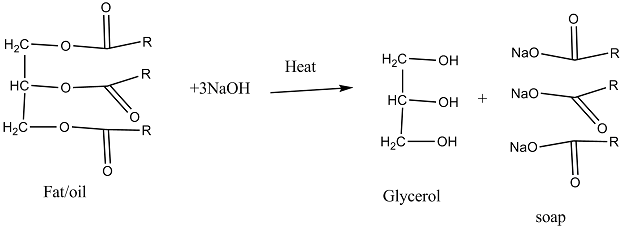 O
H₂C O R
O
HC O R
O
H₂C O R
O
Fat/oil
+3NaOH
Heat
H₂C OH
HC OH
H₂C OH
Glycerol
+
O
NaO R
NaO R
O
NaO R
O
soap